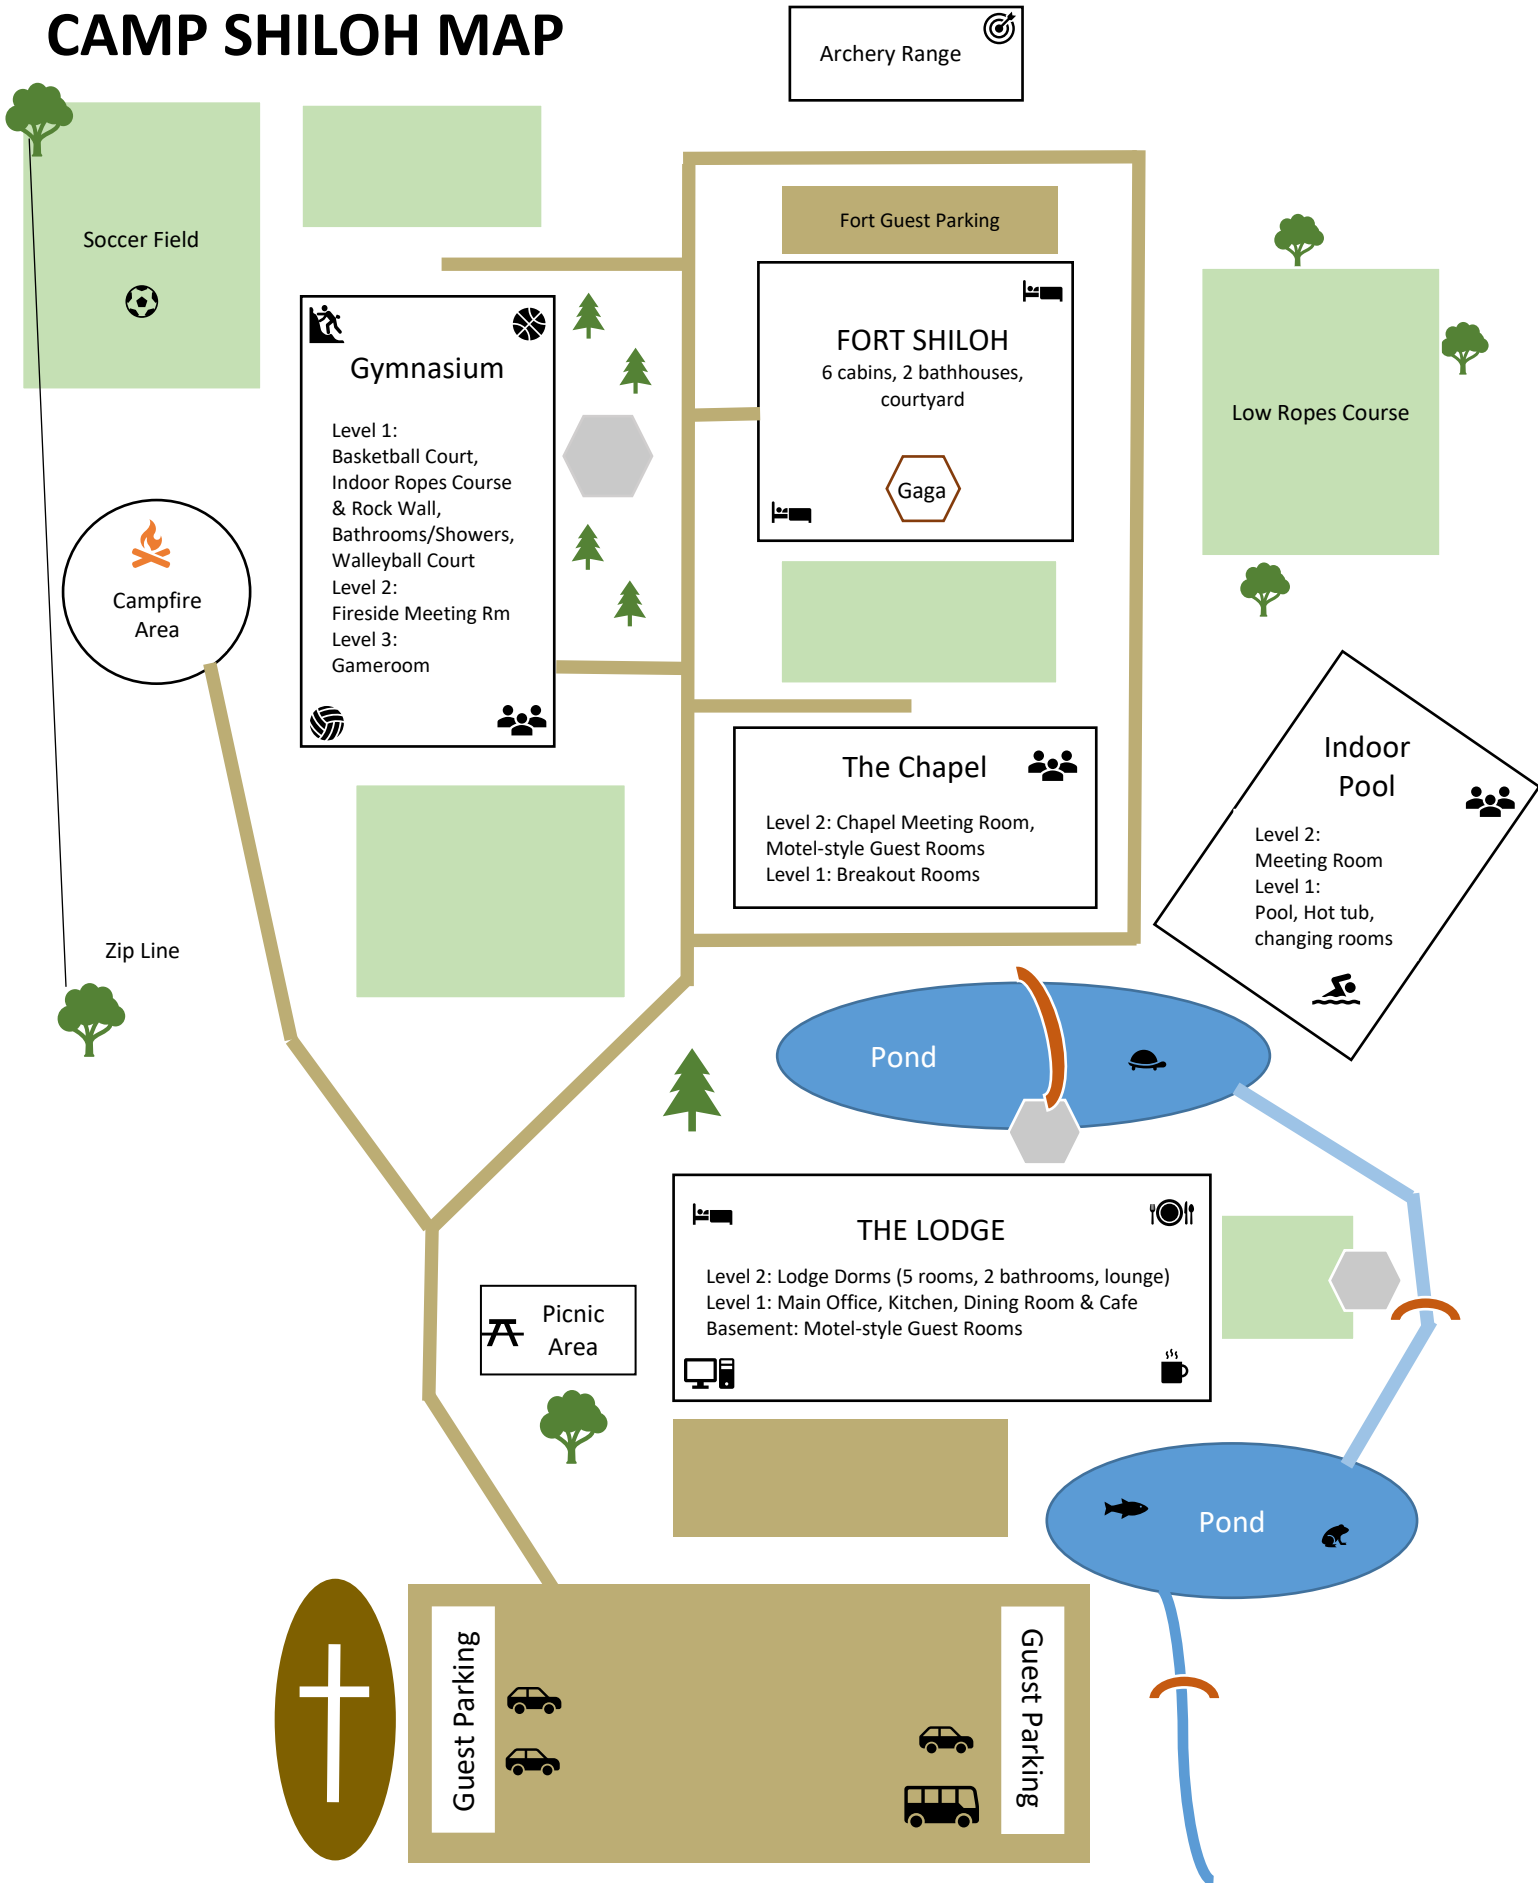 CAMP SHILOH MAP
Archery Range
Fort Guest Parking
Soccer Field
FORT SHILOH
6 cabins, 2 bathhouses,
courtyard
Gaga
Gymnasium
Level 1:
Basketball Court,
Indoor Ropes Course
& Rock Wall,
Bathrooms/Showers,
Walleyball Court
Level 2:
Fireside Meeting Rm
Level 3:
Gameroom
Low Ropes Course
Campfire
Area
The Chapel
Level 2: Chapel Meeting Room,
Motel-style Guest Rooms
Level 1: Breakout Rooms
Indoor
Pool
Level 2:
Meeting Room
Level 1:
Pool, Hot tub,
changing rooms
Zip Line
Pond
THE LODGE
Level 2: Lodge Dorms (5 rooms, 2 bathrooms, lounge)
Level 1: Main Office, Kitchen, Dining Room & Cafe
Basement: Motel-style Guest Rooms
Picnic
Area
Pond
Guest Parking
Guest Parking